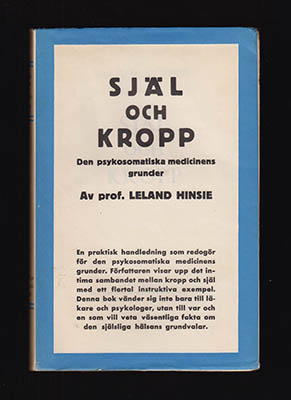 SJÄL
OCH
KROPP
Den psykosomatiska medicinens
grunder
Av prof. LELAND HINSIE
En praktisk handledning som redogör
för den psykosomatiska medicinens
grunder. Författaren visar upp det in-
tima sambandet mellan kropp och själ
med ett flertal instruktiva exempel.
Denna bok vänder sig inte bara till lä-
kare och psykologer, utan till var och
en som vill veta väsentliga fakta om
den själsliga hälsans grundvalar.